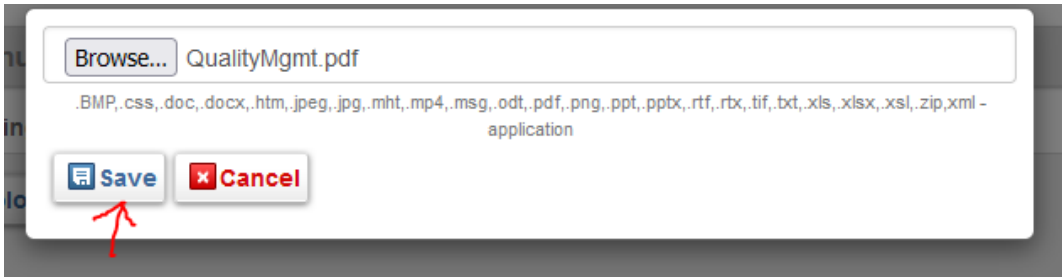 Browse... QualityMgmt.pdf
.BMP,.css,.doc,.docx,.htm,.jpeg,.jpg,.mht,.mp4,.msg,.odt,.pdf,.png,.ppt,.pptx,.rtf,.rtx,.tif,.txt,.xls,.xlsx,.xsl,.zip,xml -
application
Save Cancel